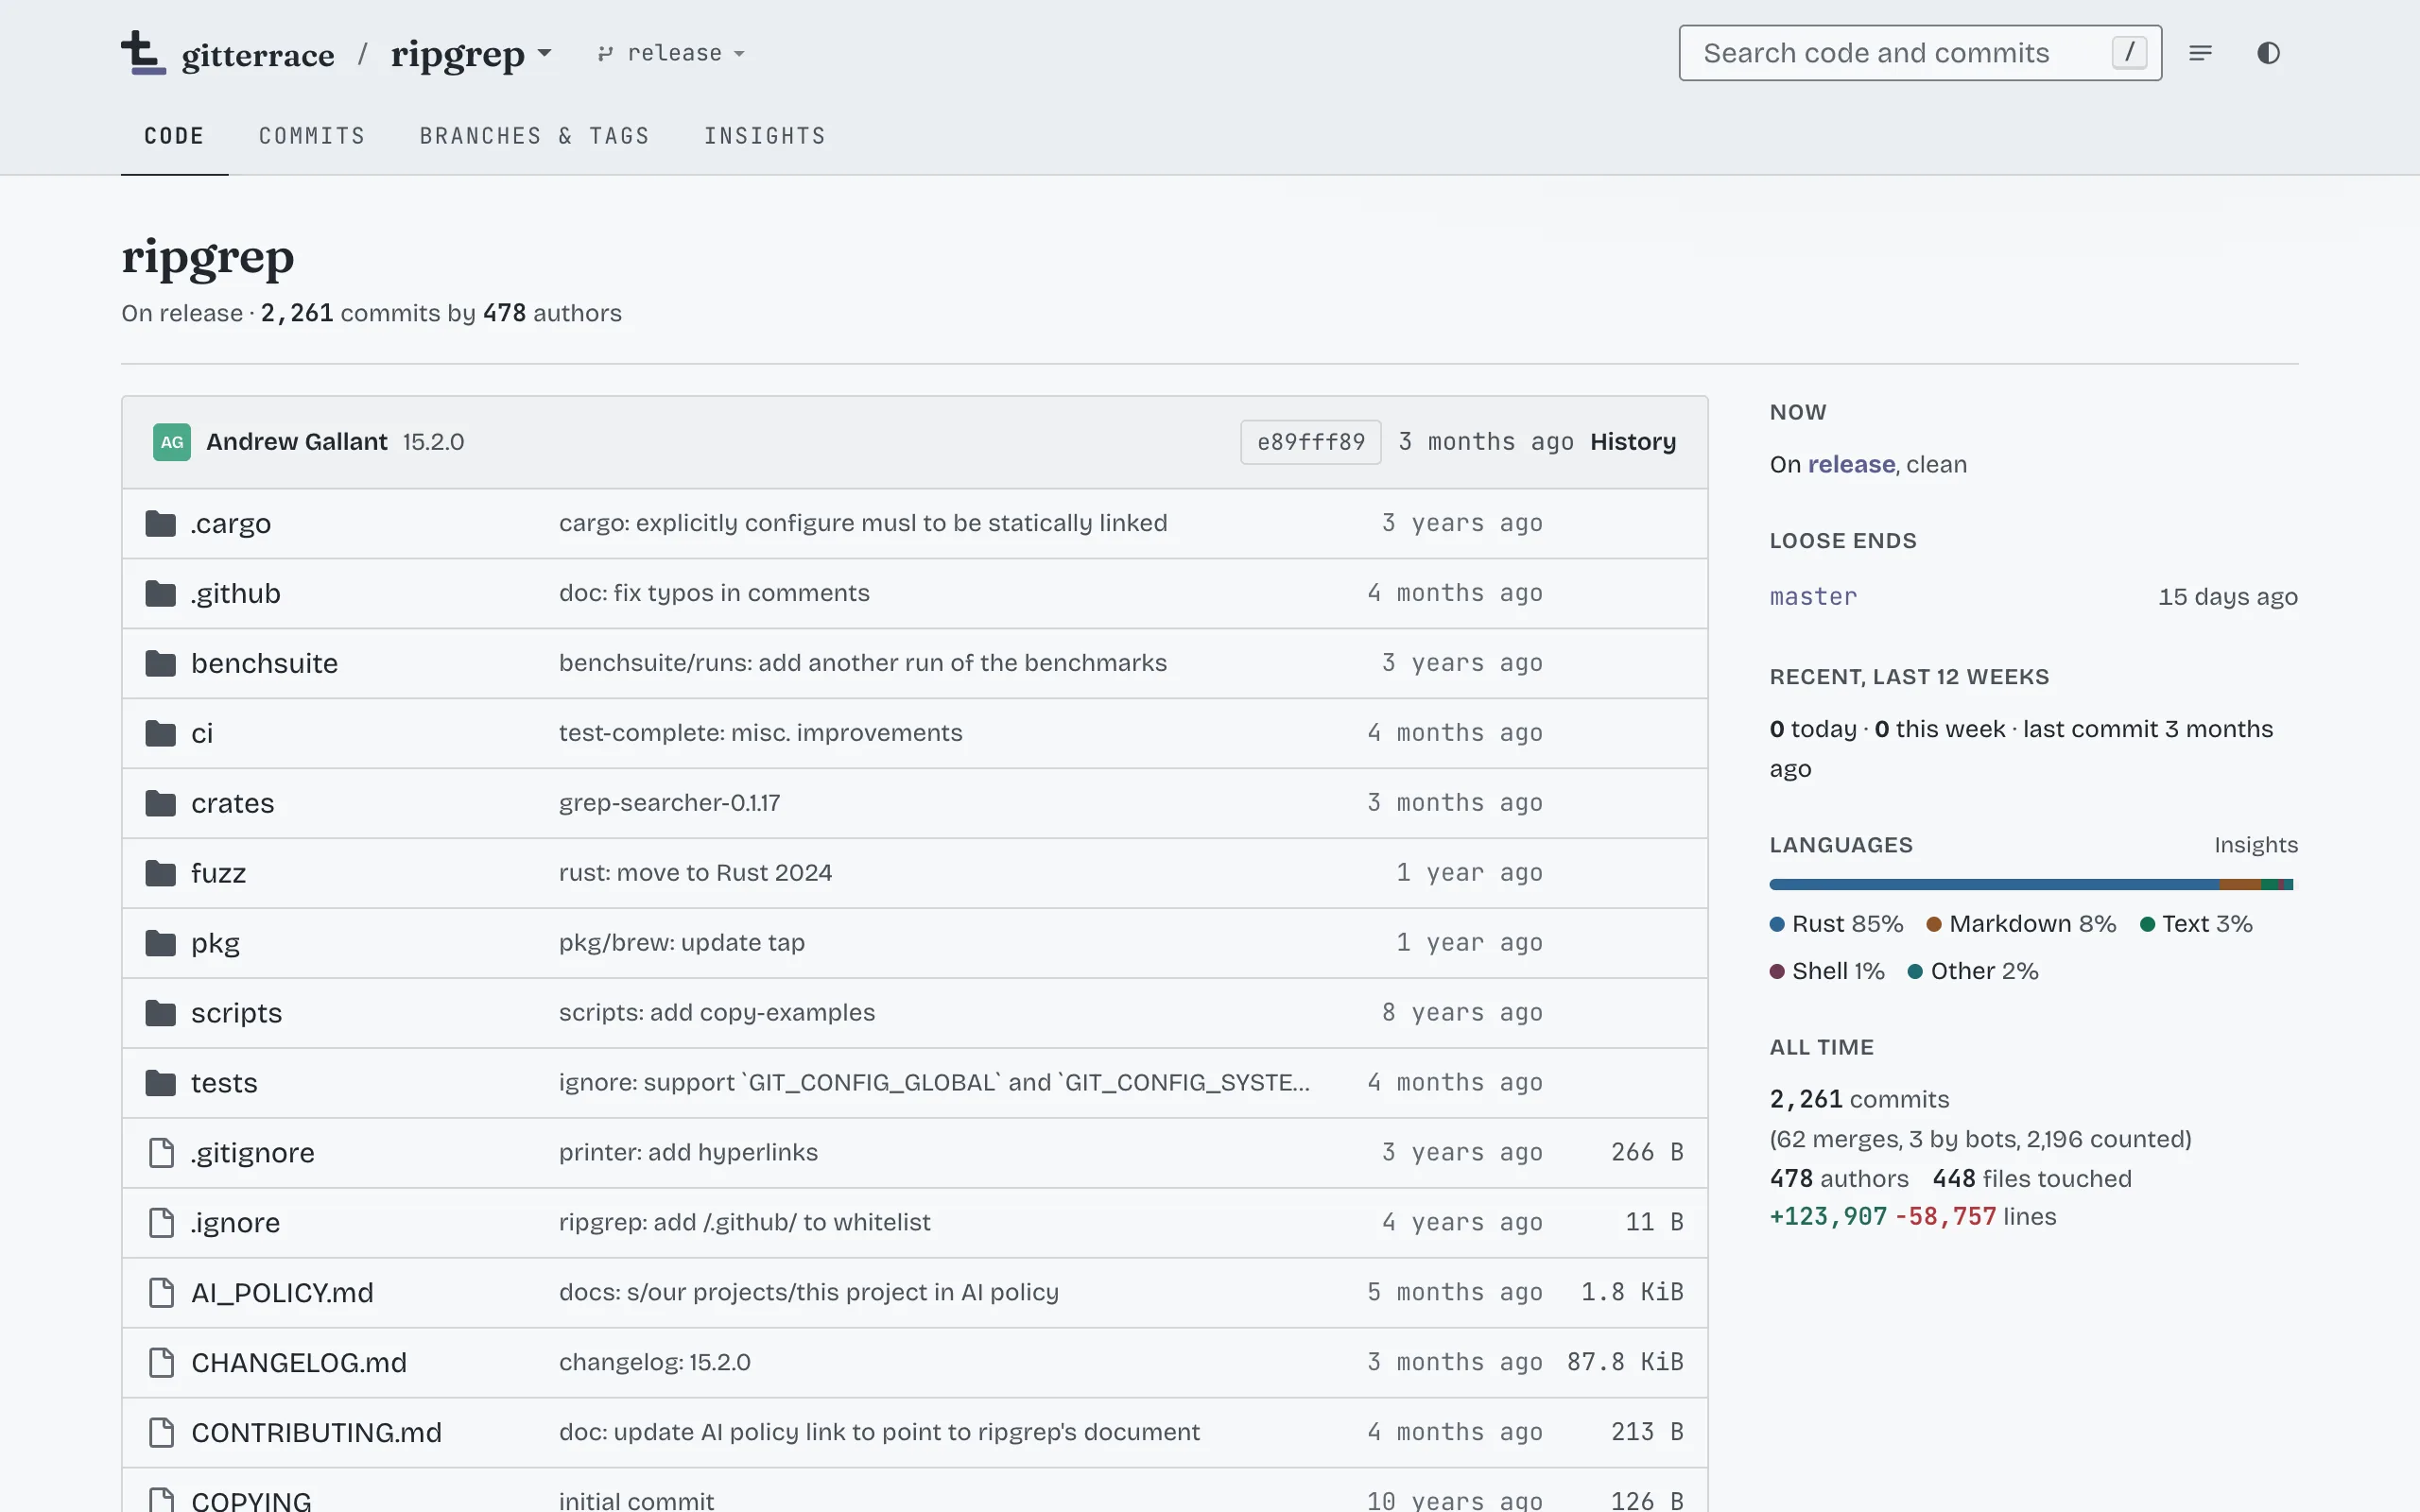 gitterrace / ripgrep release
Search code and commits /
CODE COMMITS BRANCHES & TAGS INSIGHTS
ripgrep
On release · 2,261 commits by 478 authors
AG Andrew Gallant 15.2.0 e89fff89 3 months ago History
.cargo cargo: explicitly configure musl to be statically linked 3 years ago
.github doc: fix typos in comments 4 months ago
benchsuite benchsuite/runs: add another run of the benchmarks 3 years ago
ci test-complete: misc. improvements 4 months ago
crates grep-searcher-0.1.17 3 months ago
fuzz rust: move to Rust 2024 1 year ago
pkg pkg/brew: update tap 1 year ago
scripts scripts: add copy-examples 8 years ago
tests ignore: support `GIT_CONFIG_GLOBAL` and `GIT_CONFIG_SYSTE... 4 months ago
.gitignore printer: add hyperlinks 3 years ago 266 B
.ignore ripgrep: add /.github/ to whitelist 4 years ago 11 B
AI_POLICY.md docs: s/our projects/this project in AI policy 5 months ago 1.8 KiB
CHANGELOG.md changelog: 15.2.0 3 months ago 87.8 KiB
CONTRIBUTING.md doc: update AI policy link to point to ripgrep's document 4 months ago 213 B
COPYING initial commit 10 years ago 126 B
NOW
On release, clean
LOOSE ENDS
master 15 days ago
RECENT, LAST 12 WEEKS
0 today · 0 this week · last commit 3 months
ago
LANGUAGES Insights
Rust 85% Markdown 8% Text 3%
Shell 1% Other 2%
ALL TIME
2,261 commits
(62 merges, 3 by bots, 2,196 counted)
478 authors 448 files touched
+123,907 -58,757 lines